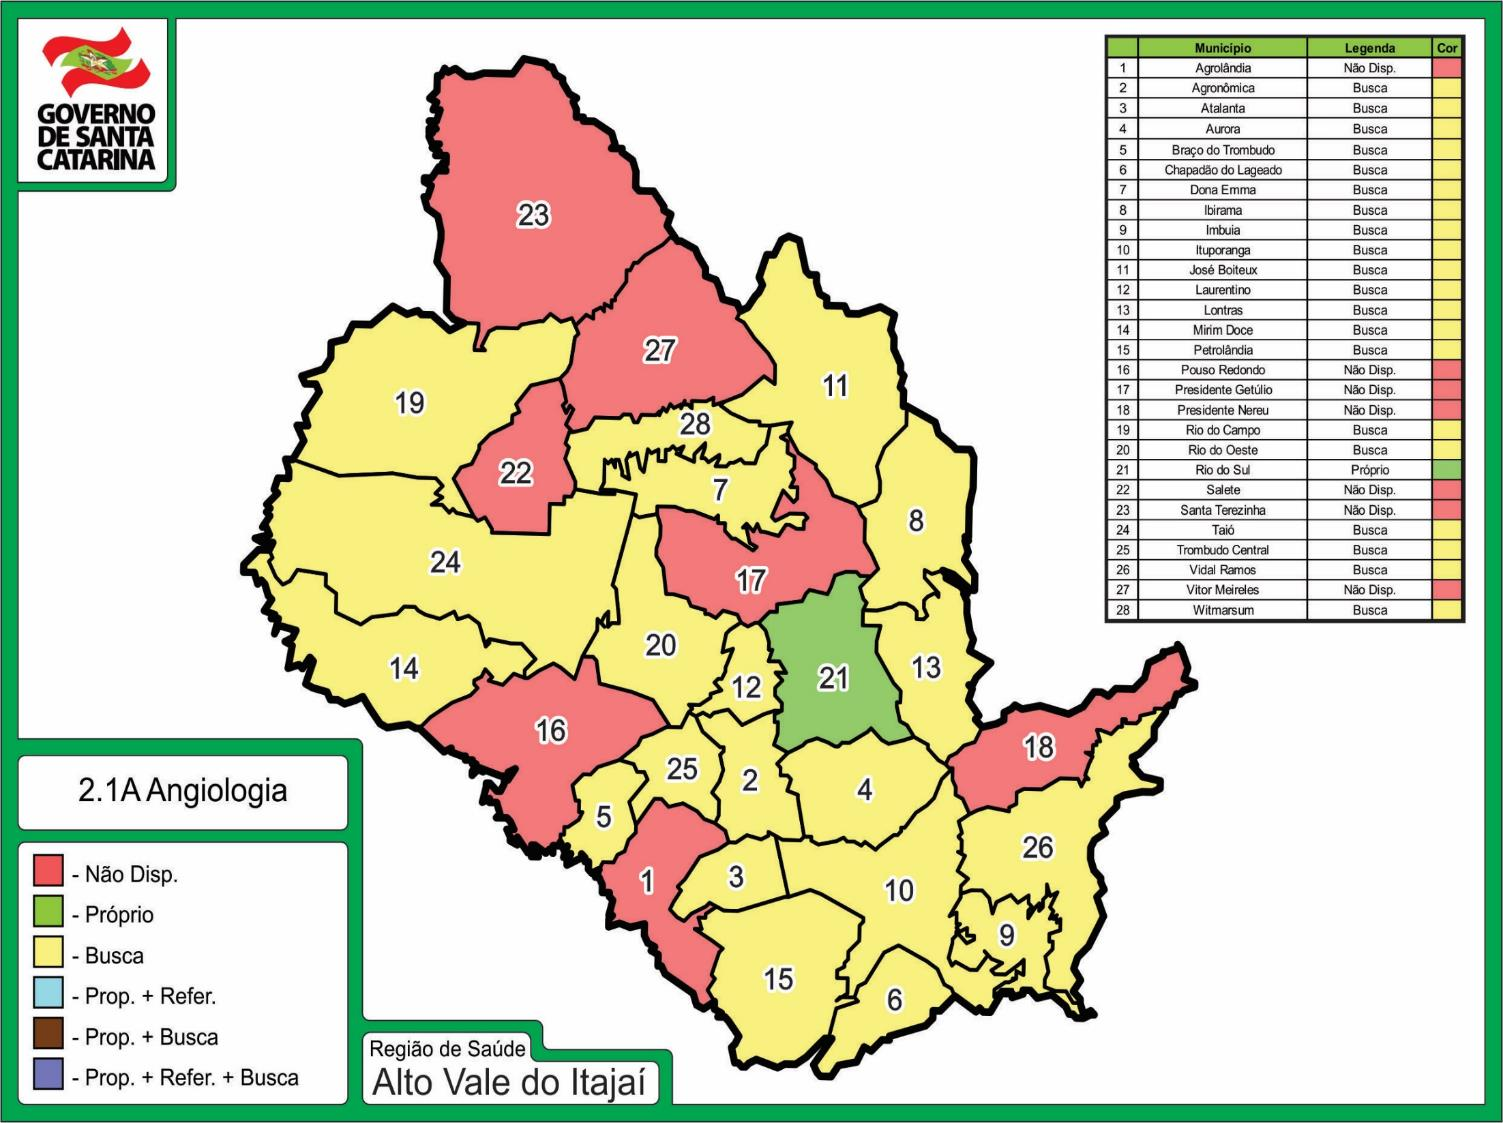 GOVERNO
DE SANTA
CATARINA
Município Legenda Cor
1 Agrolândia Não Disp.
2 Agronômica Busca
3 Atalanta Busca
4 Aurora Busca
5 Braço do Trombudo Busca
6 Chapadão do Lageado Busca
7 Dona Emma Busca
8 Ibirama Busca
9 Imbuia Busca
10 Ituporanga Busca
11 José Boiteux Busca
12 Laurentino Busca
13 Lontras Busca
14 Mirim Doce Busca
15 Petrolândia Busca
16 Pouso Redondo Não Disp.
17 Presidente Getúlio Não Disp.
18 Presidente Nereu Não Disp.
19 Rio do Campo Busca
20 Rio do Oeste Busca
21 Rio do Sul Próprio
22 Salete Não Disp.
23 Santa Terezinha Não Disp.
24 Taió Busca
25 Trombudo Central Busca
26 Vidal Ramos Busca
27 Vitor Meireles Não Disp.
28 Witmarsum Busca
23
27
11
19
28
22
7
8
24
17
20
13
14
21
12
16
18
25
2
4
5
26
3
1
10
9
15
6
2.1A Angiologia
- Não Disp.
- Próprio
- Busca
- Prop. + Refer.
- Prop. + Busca
- Prop. + Refer. + Busca
Região de Saúde
Alto Vale do Itajaí